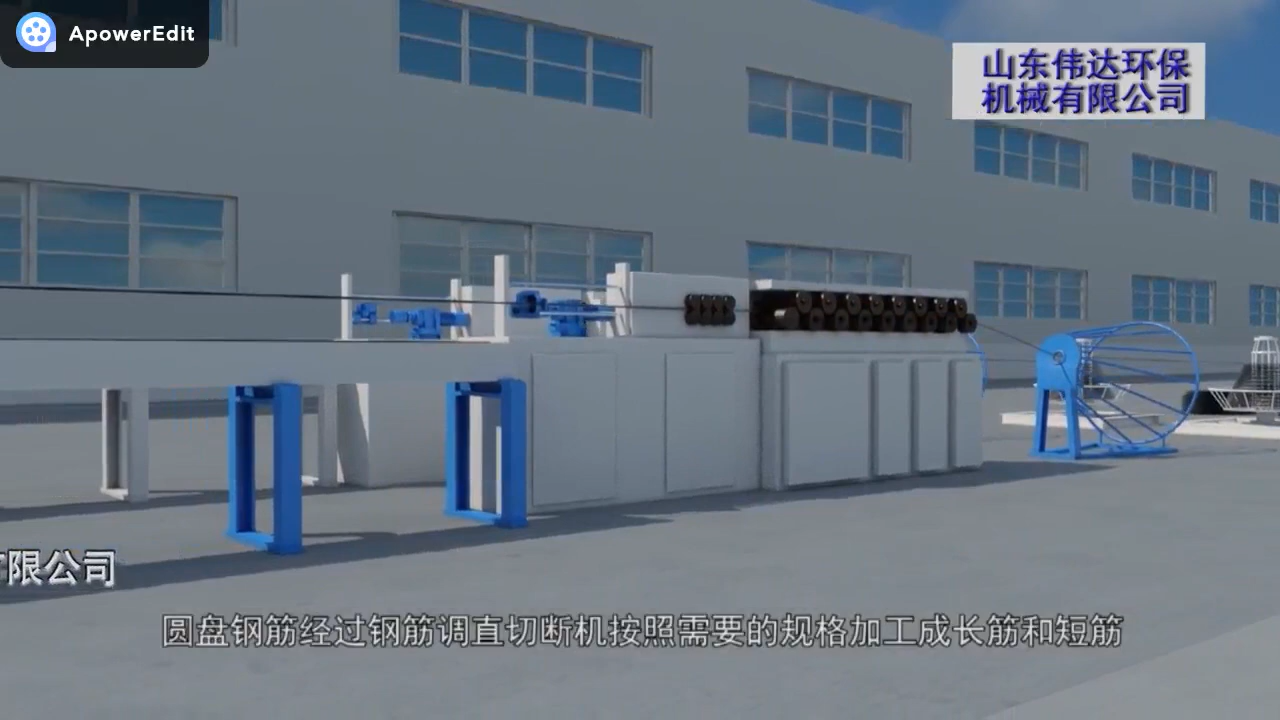 ApowerEdit
山东伟达环保
机械有限公司
有限公司
圆盘钢筋经过钢筋调直切断机按照需要的规格加工成长筋和短筋